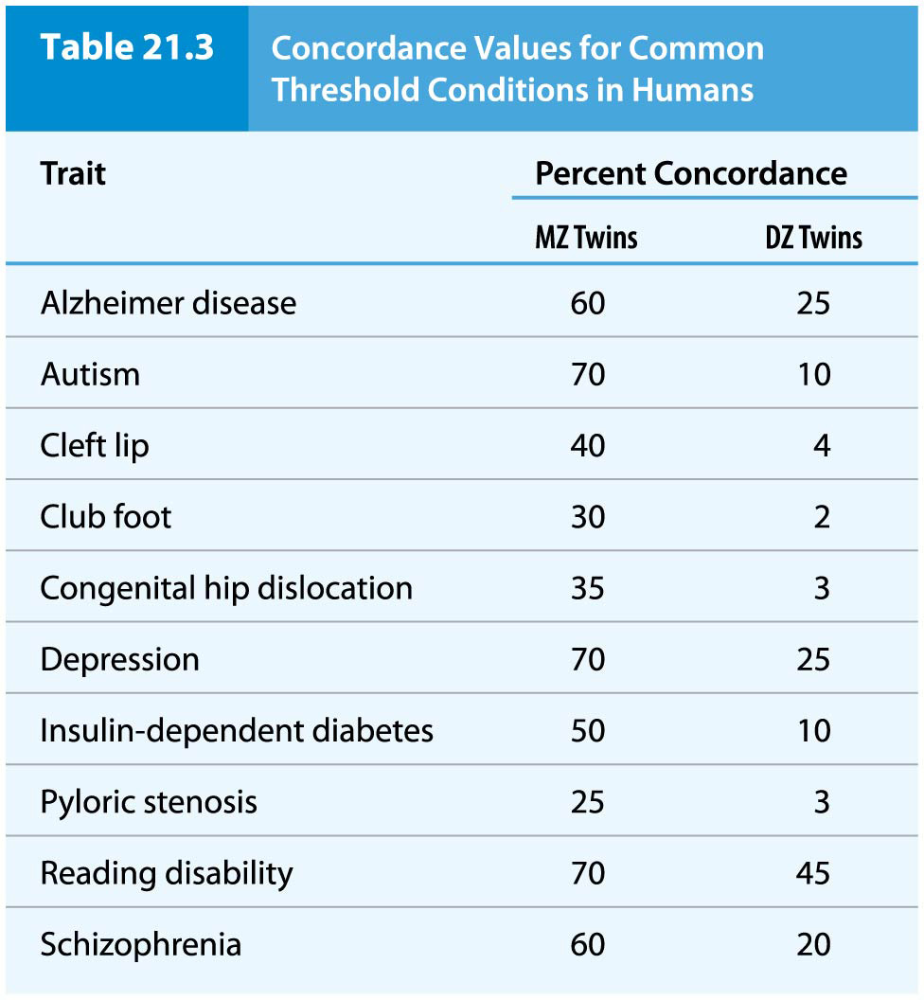 Table 21.3
Concordance Values for Common
Threshold Conditions in Humans
Trait Percent Concordance
MZ Twins DZ Twins
Alzheimer disease 60 25
Autism 70 10
Cleft lip 40 4
Club foot 30 2
Congenital hip dislocation 35 3
Depression 70 25
Insulin-dependent diabetes 50 10
Pyloric stenosis 25 3
Reading disability 70 45
Schizophrenia 60 20